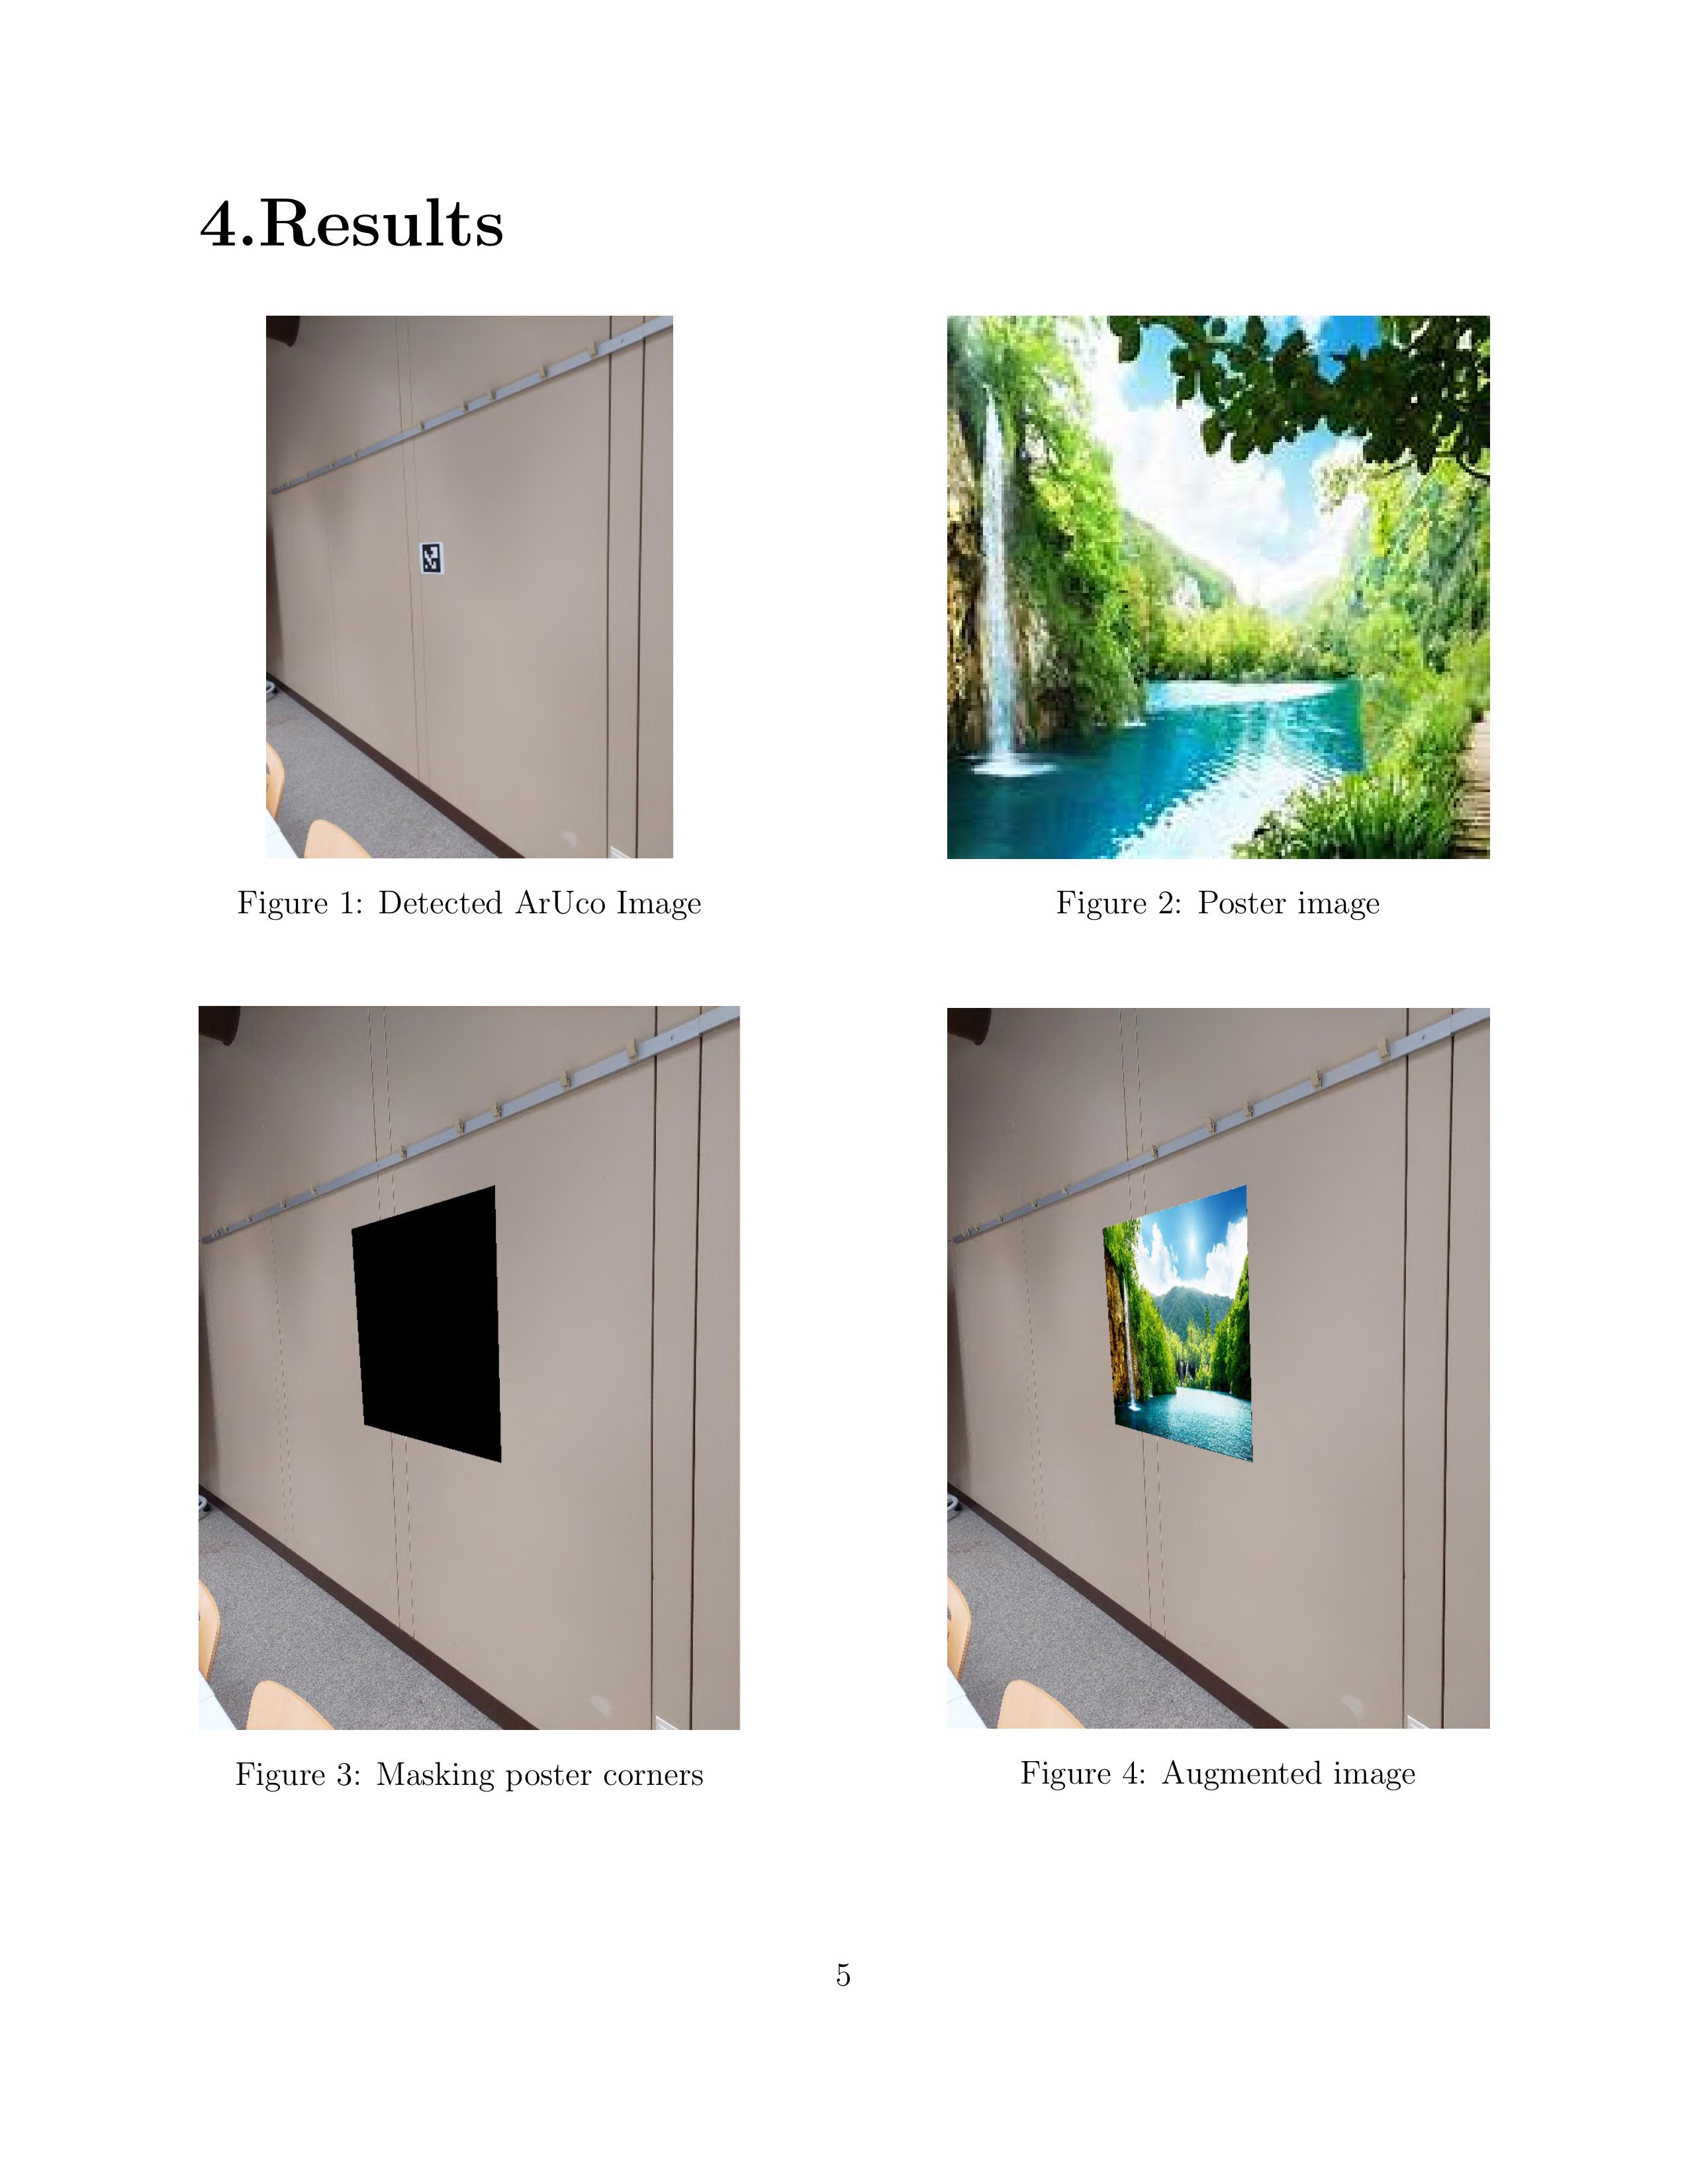 4.Results
Figure 1: Detected ArUco Image
Figure 2: Poster image
Figure 3: Masking poster corners
Figure 4: Augmented image
5